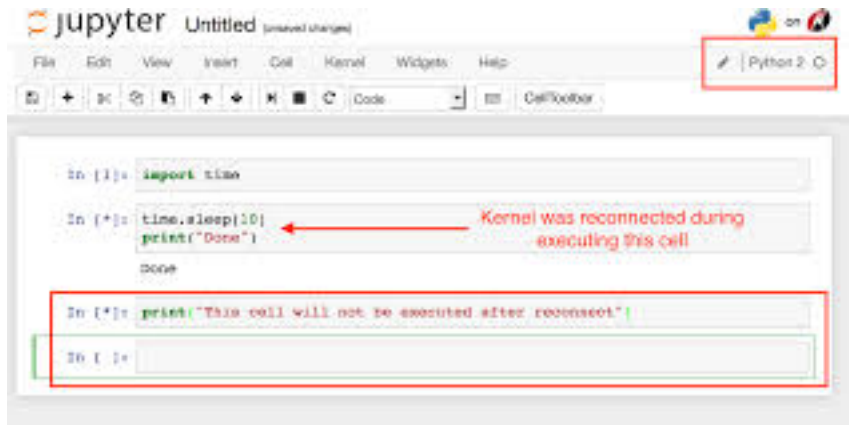 jupyter Untitled (unsaved changes)
on
File Edit View Insert Cell Kernel Widgets Help
Python 2 O
Code CellToolbar
In [1]: import time
In [*]: time.sleep(10)
print("Done")
Kernel was reconnected during
executing this cell
Done
In [*]: print("This cell will not be executed after reconnect")
In [ ]: